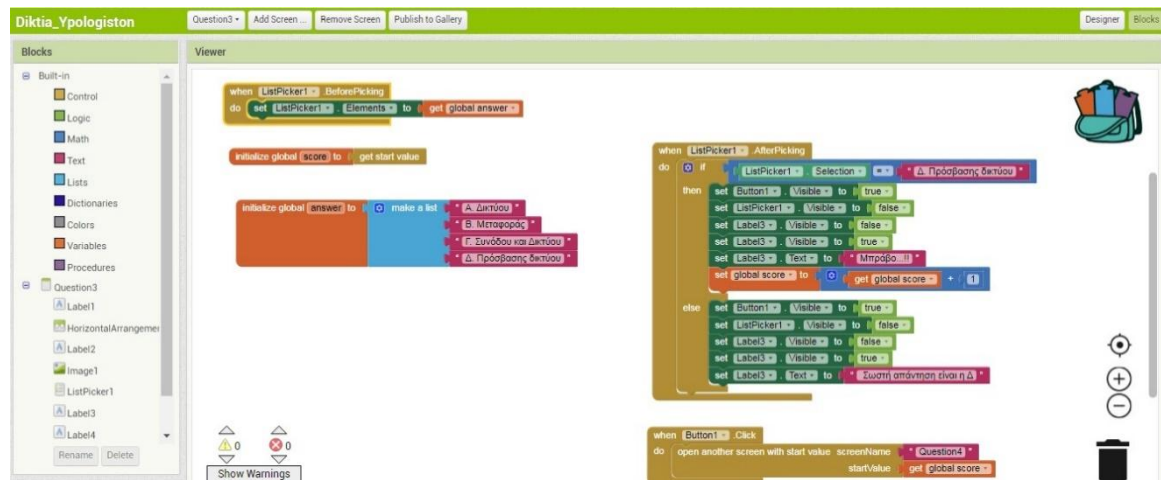 Diktia_Ypologiston
Question3
Add Screen ...
Remove Screen
Publish to Gallery
Designer
Blocks
Blocks
Viewer
Built-in
Control
Logic
Math
Text
Lists
Dictionaries
Colors
Variables
Procedures
Question3
Label1
HorizontalArrangemer
Label2
Image1
ListPicker1
Label3
Label4
Rename
Delete
when ListPicker1 .BeforePicking
do set ListPicker1 . Elements to get global answer
initialize global score to get start value
initialize global answer to make a list " Α. Δικτύου "
" Β. Μεταφοράς "
" Γ. Συνόδου και Δικτύου "
" Δ. Πρόσβασης δικτύου "
0 0
Show Warnings
when ListPicker1 .AfterPicking
do if ListPicker1 . Selection = " Δ. Πρόσβασης δικτύου "
then set Button1 . Visible to true
set ListPicker1 . Visible to false
set Label3 . Visible to false
set Label3 . Visible to true
set Label3 . Text to " Μπράβο...!! "
set global score to get global score + 1
else set Button1 . Visible to true
set ListPicker1 . Visible to false
set Label3 . Visible to false
set Label3 . Visible to true
set Label3 . Text to " Σωστή απάντηση είναι η Δ "
when Button1 .Click
do open another screen with start value screenName " Question4 "
startValue get global score